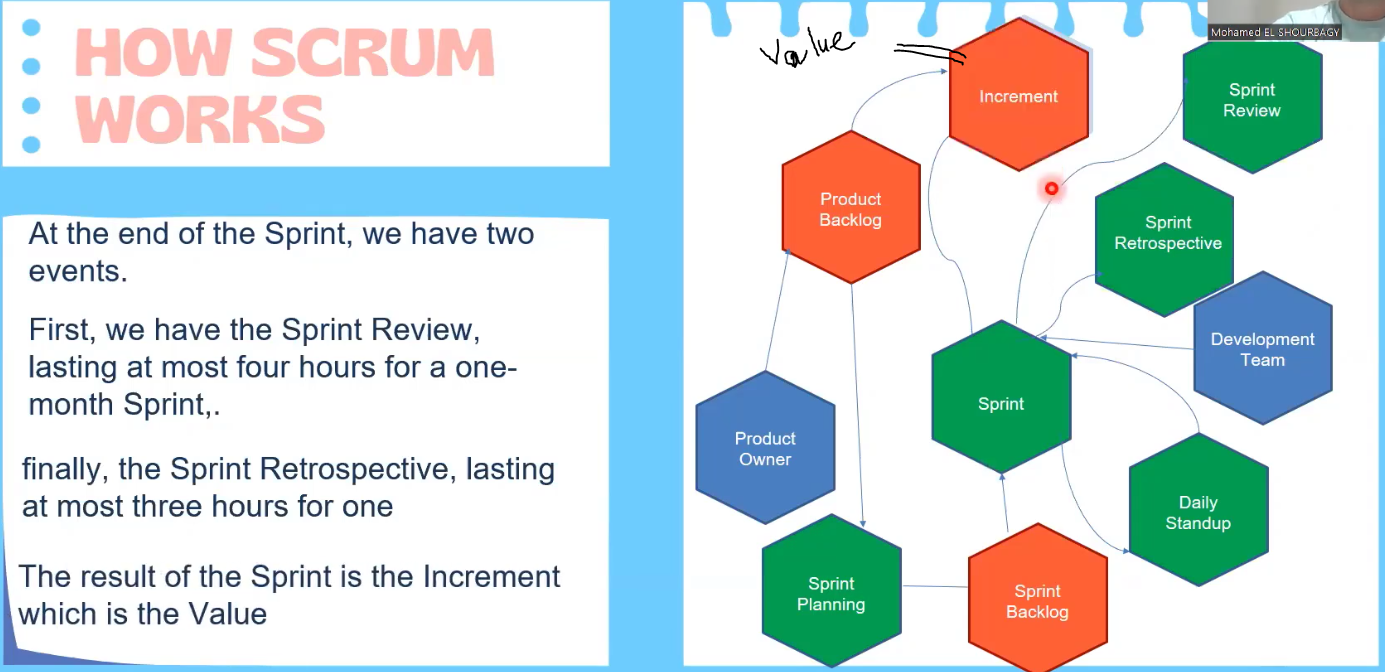 HOW SCRUM
WORKS
At the end of the Sprint, we have two
events.
First, we have the Sprint Review,
lasting at most four hours for a one-
month Sprint,.
finally, the Sprint Retrospective, lasting
at most three hours for one
The result of the Sprint is the Increment
which is the Value
Value
Mohamed EL SHOURBAGY
Increment
Sprint
Review
Product
Backlog
Sprint
Retrospective
Development
Team
Sprint
Product
Owner
Daily
Standup
Sprint
Planning
Sprint
Backlog